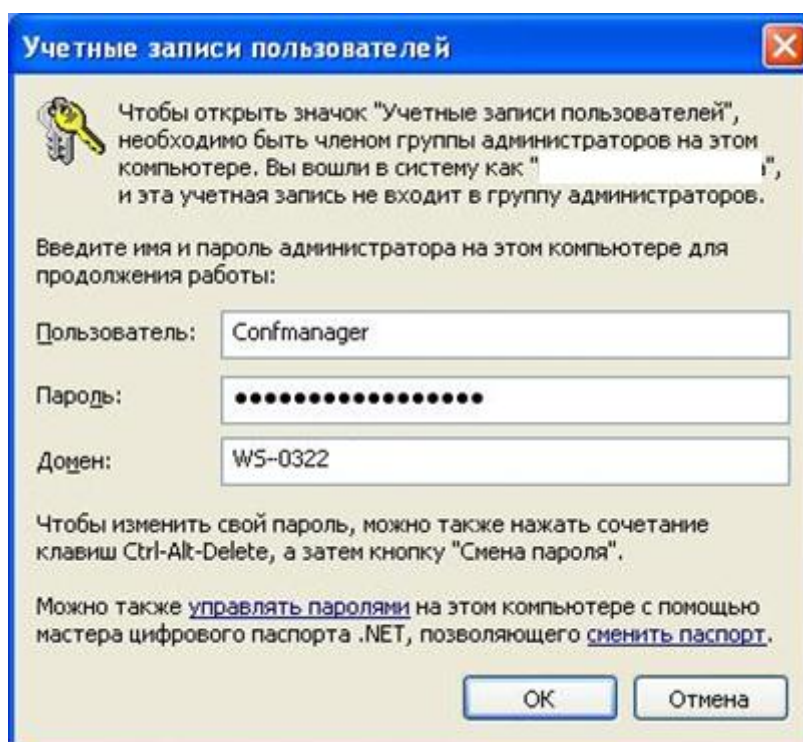 Учетные записи пользователей
Чтобы открыть значок "Учетные записи пользователей",
необходимо быть членом группы администраторов на этом
компьютере. Вы вошли в систему как " ",
и эта учетная запись не входит в группу администраторов.
Введите имя и пароль администратора на этом компьютере для
продолжения работы:
Пользователь: Confmanager
Пароль: ●●●●●●●●●●●●●●●●●
Домен: WS--0322
Чтобы изменить свой пароль, можно также нажать сочетание
клавиш Ctrl-Alt-Delete, а затем кнопку "Смена пароля".
Можно также управлять паролями на этом компьютере с помощью
мастера цифрового паспорта .NET, позволяющего сменить паспорт.
ОК Отмена